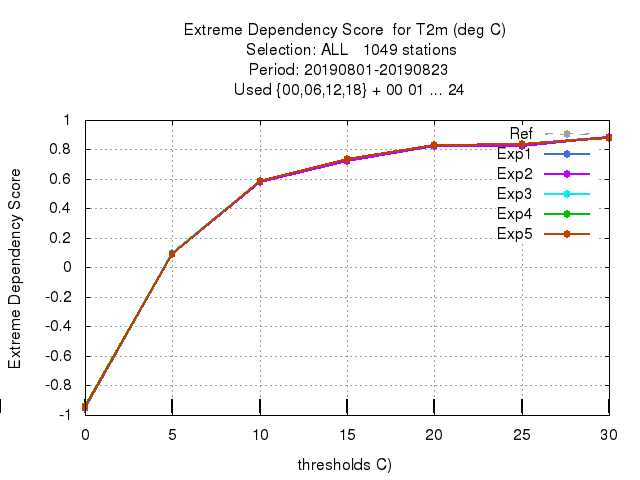 Extreme Dependency Score  for T2m (deg C)
Selection: ALL   1049 stations
Period: 20190801-20190823
Used {00,06,12,18} + 00 01 ... 24
Extreme Dependency Score
1
0.8
0.6
0.4
0.2
0
-0.2
-0.4
-0.6
-0.8
-1
Ref
Exp1
Exp2
Exp3
Exp4
Exp5
0 5 10 15 20 25 30
thresholds C)